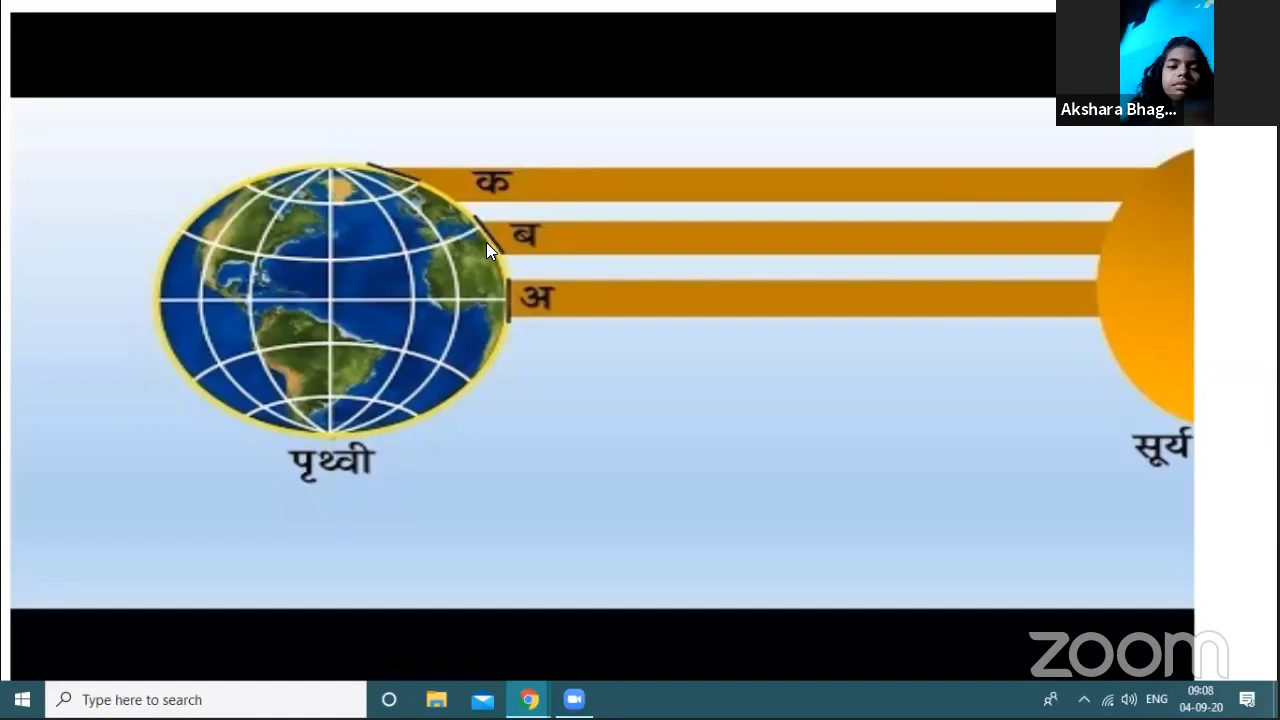 Akshara Bhag...
क
ब
अ
पृथ्वी
सूर्य
zoom
Type here to search
ENG
09:08
04-09-20